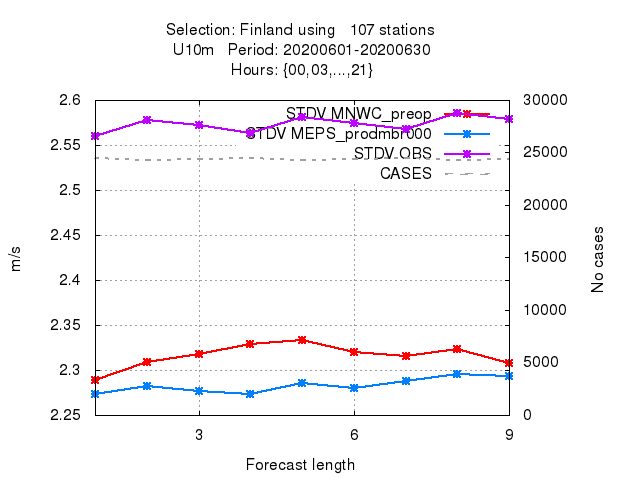 Selection: Finland using 107 stations
U10m Period: 20200601-20200630
Hours: {00,03,...,21}
2.6
2.55
2.5
2.45
2.4
2.35
2.3
2.25
m/s
STDV MNWC_preop
STDV MEPS_prodmbr000
STDV OBS
CASES
30000
25000
20000
15000
10000
5000
0
No cases
3 6 9
Forecast length